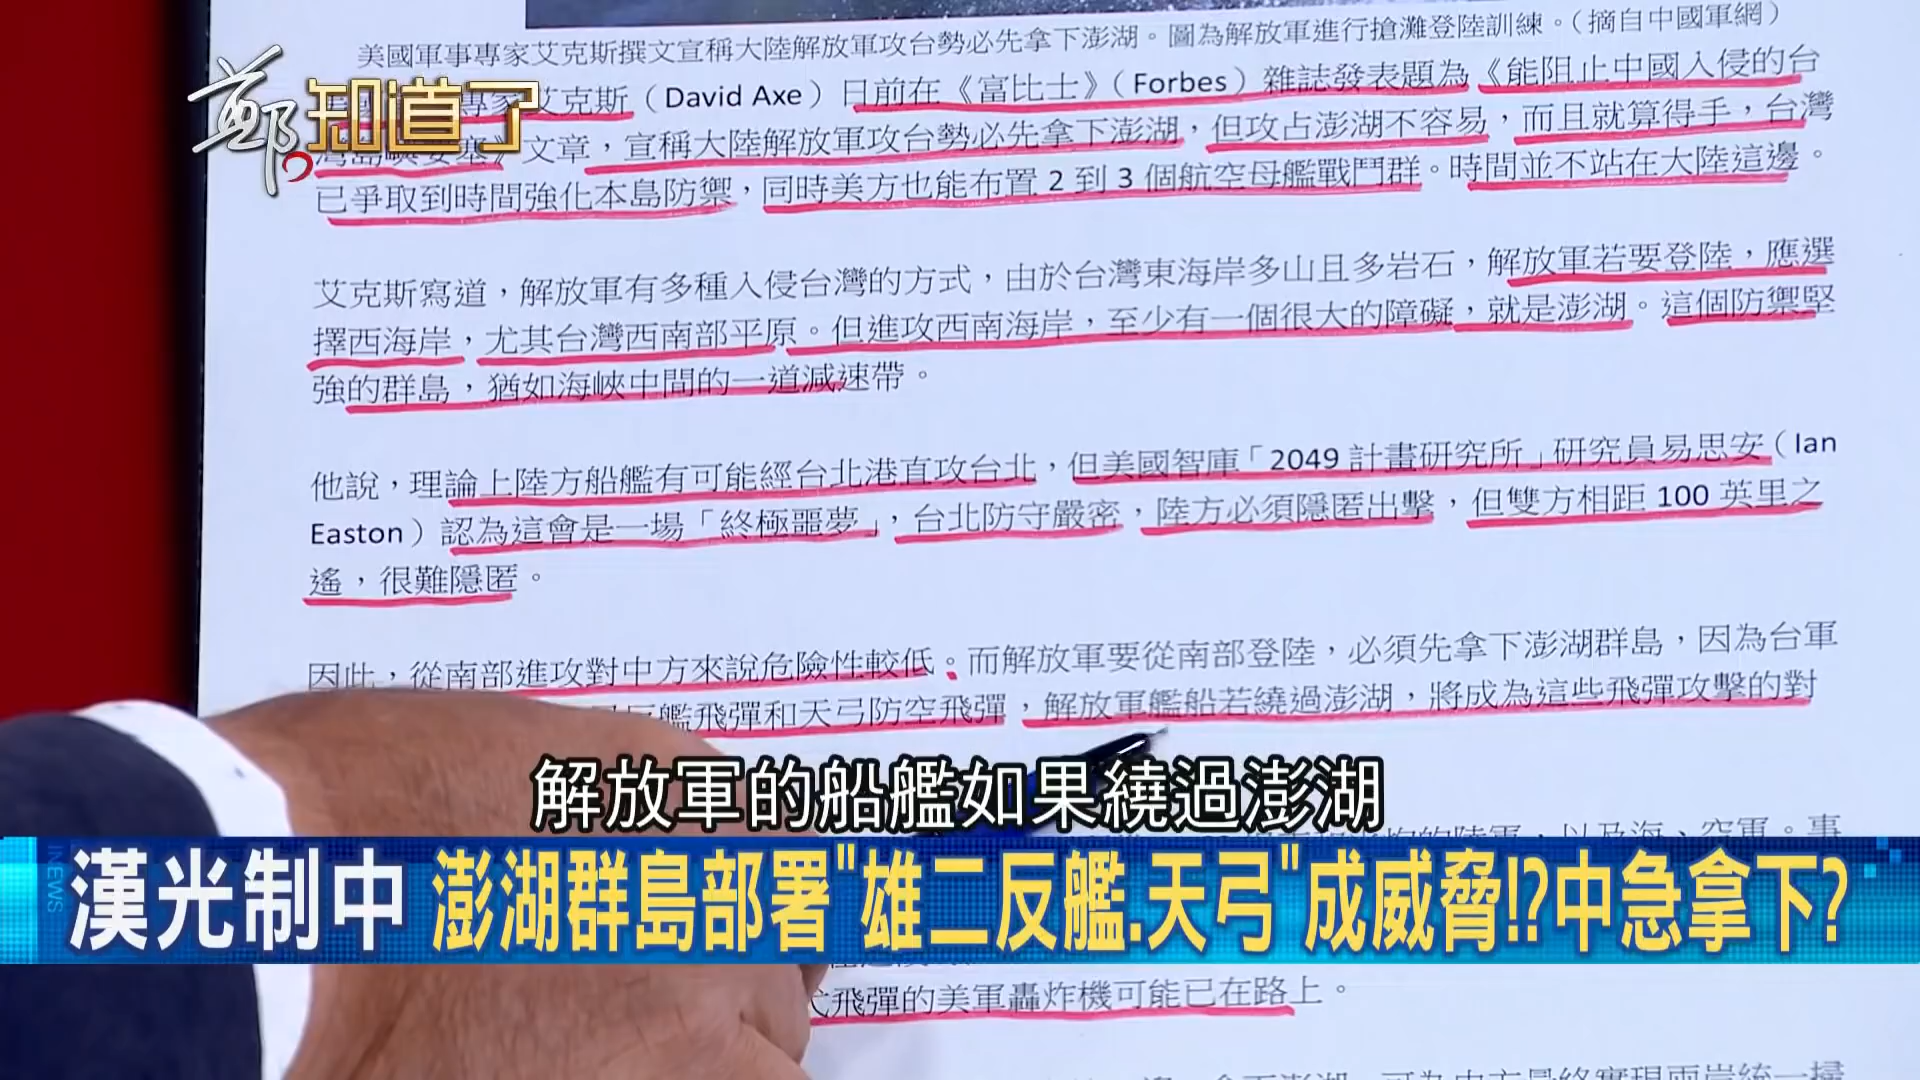 美國軍事專家艾克斯撰文宣稱大陸解放軍攻台勢必先拿下澎湖。圖為解放軍進行搶灘登陸訓練。(摘自中國軍網)
鄭知道了
專家艾克斯(David Axe)日前在《富比士》(Forbes)雜誌發表題為《能阻止中國入侵的台
灣島嶼要塞》文章,宣稱大陸解放軍攻台勢必先拿下澎湖,但攻占澎湖不容易,而且就算得手,台灣
已爭取到時間強化本島防禦,同時美方也能布置 2 到 3 個航空母艦戰鬥群。時間並不站在大陸這邊。
艾克斯寫道,解放軍有多種入侵台灣的方式,由於台灣東海岸多山且多岩石,解放軍若要登陸,應選
擇西海岸,尤其台灣西南部平原。但進攻西南海岸,至少有一個很大的障礙,就是澎湖。這個防禦堅
強的群島,猶如海峽中間的一道減速帶。
他說,理論上陸方船艦有可能經台北港直攻台北,但美國智庫「2049 計畫研究所」研究員易思安(Ian
Easton)認為這會是一場「終極噩夢」,台北防守嚴密,陸方必須隱匿出擊,但雙方相距 100 英里之
遙,很難隱匿。
因此,從南部進攻對中方來說危險性較低。而解放軍要從南部登陸,必須先拿下澎湖群島,因為台軍
反艦飛彈和天弓防空飛彈,解放軍艦船若繞過澎湖,將成為這些飛彈攻擊的對
解放軍的船艦如果繞過澎湖
的陸軍,以及海、空軍。事
INEWS
漢光制中 澎湖群島部署"雄二反艦.天弓"成威脅!?中急拿下?
飛彈的美軍轟炸機可能已在路上。